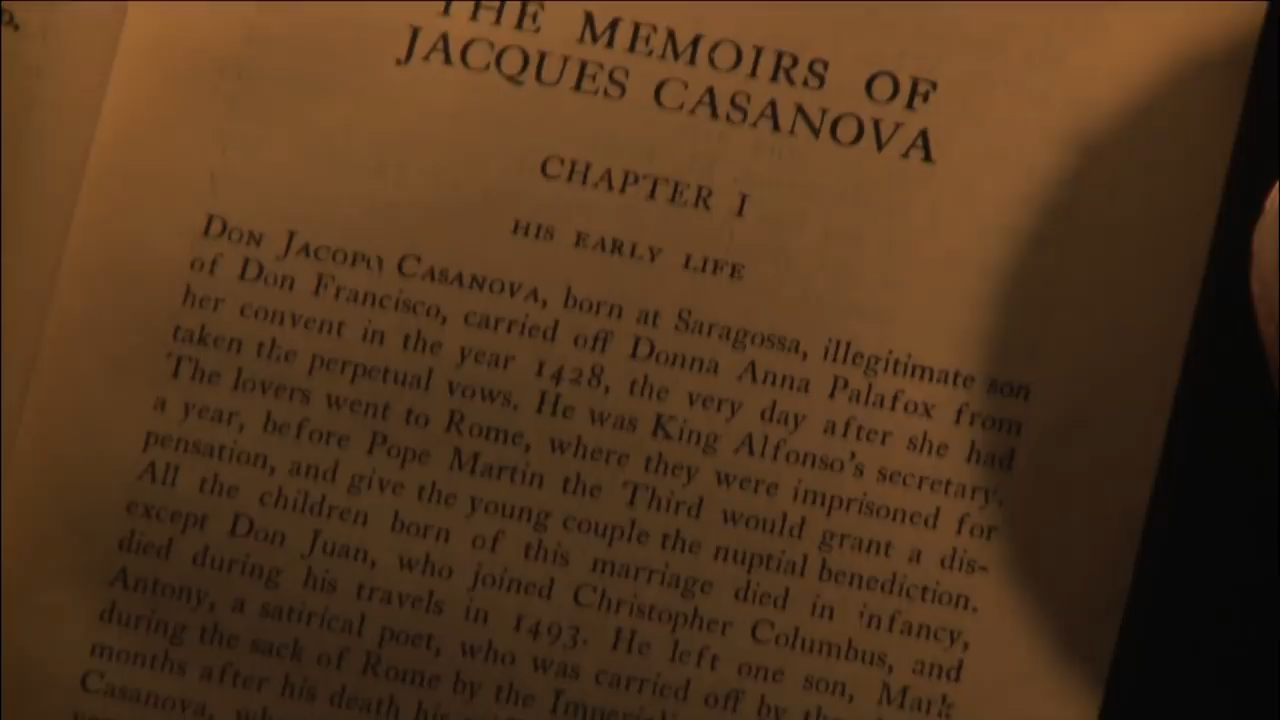 THE MEMOIRS OF
JACQUES CASANOVA
CHAPTER I
HIS EARLY LIFE
DON JACOPO CASANOVA, born at Saragossa, illegitimate son
of Don Francisco, carried off Donna Anna Palafox from
her convent in the year 1428, the very day after she had
taken the perpetual vows. He was King Alfonso's secretary.
The lovers went to Rome, where they were imprisoned for
a year, before Pope Martin the Third would grant a dis-
pensation, and give the young couple the nuptial benediction.
All the children born of this marriage died in infancy,
except Don Juan, who joined Christopher Columbus, and
died during his travels in 1493. He left one son, Mark
Antony, a satirical poet, who was carried off by the
during the sack of Rome by the
months after his death his
Casanova,